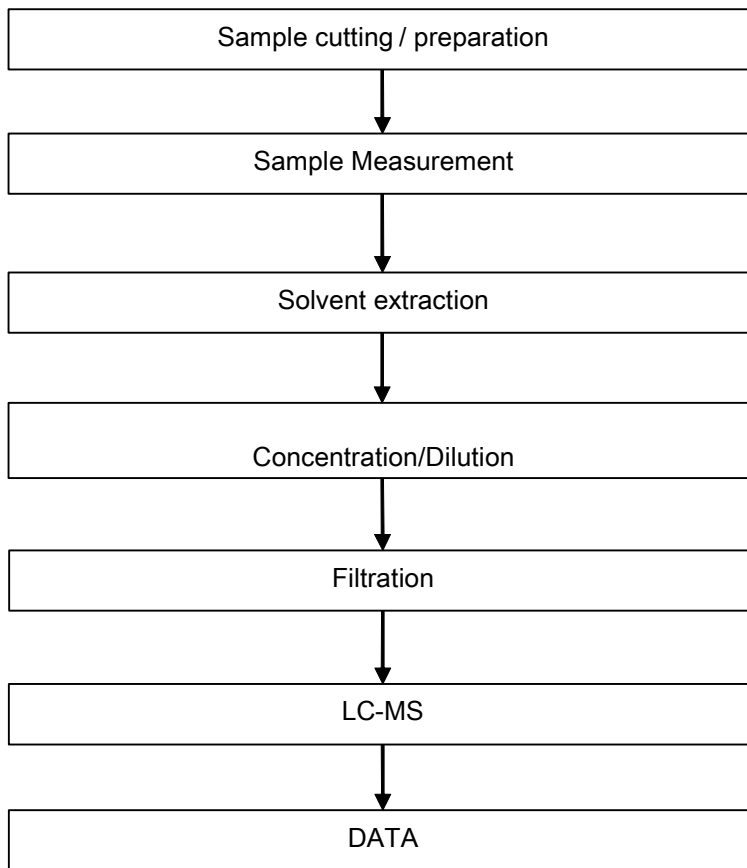 Sample cutting / preparation
Sample Measurement
Solvent extraction
Concentration/Dilution
Filtration
LC-MS
DATA